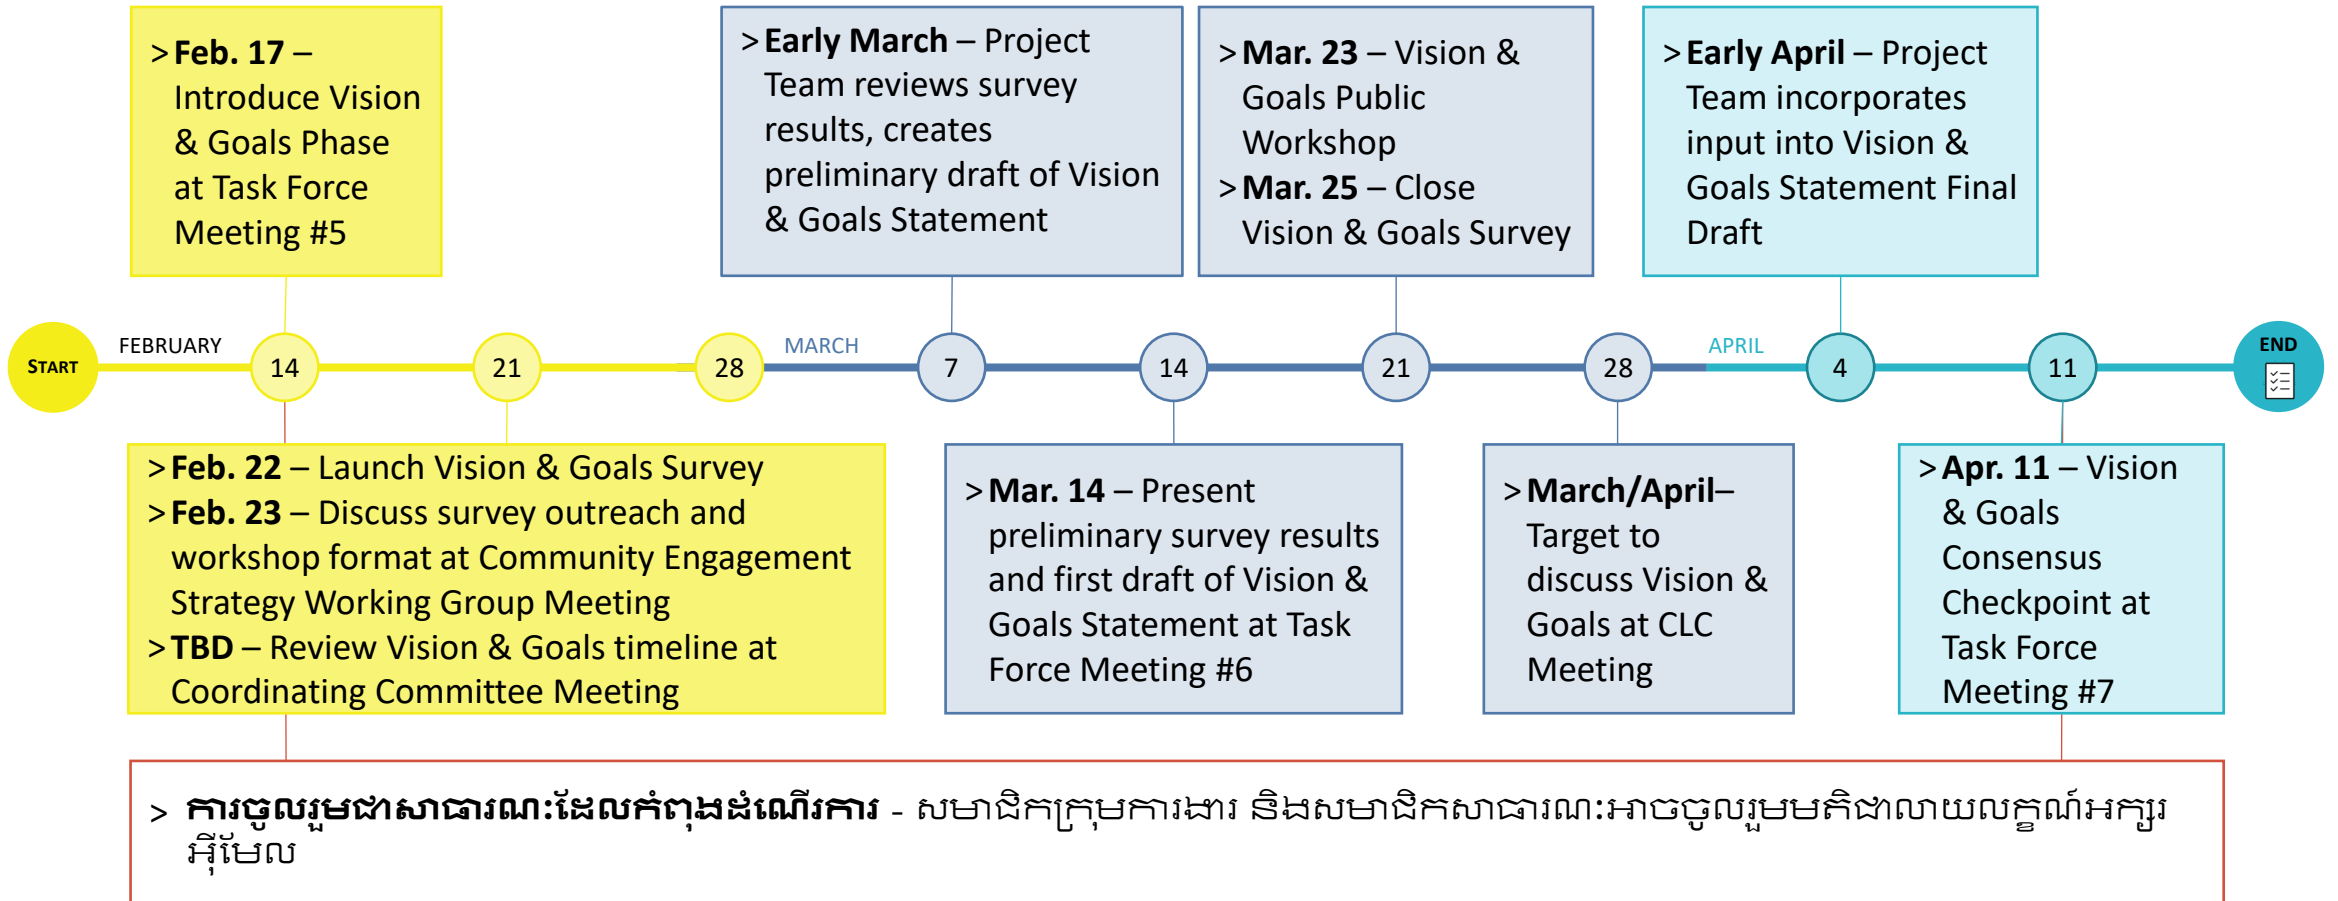 >Feb. 17 –
Introduce Vision
& Goals Phase
at Task Force
Meeting #5
>Early March – Project
Team reviews survey
results, creates
preliminary draft of Vision
& Goals Statement
>Mar. 23 – Vision &
Goals Public
Workshop
>Mar. 25 – Close
Vision & Goals Survey
>Early April – Project
Team incorporates
input into Vision &
Goals Statement Final
Draft
START
FEBRUARY
14
21
28
MARCH
7
14
21
28
APRIL
4
11
END
>Feb. 22 – Launch Vision & Goals Survey
>Feb. 23 – Discuss survey outreach and
workshop format at Community Engagement
Strategy Working Group Meeting
>TBD – Review Vision & Goals timeline at
Coordinating Committee Meeting
>Mar. 14 – Present
preliminary survey results
and first draft of Vision &
Goals Statement at Task
Force Meeting #6
>March/April–
Target to
discuss Vision &
Goals at CLC
Meeting
>Apr. 11 – Vision
& Goals
Consensus
Checkpoint at
Task Force
Meeting #7
> ការចូលរួមជាសាធារណៈដែលកំពុងដំណើរការ - សមាជិកក្រុមការងារ និងសមាជិកសាធារណៈអាចចូលរួមមតិជាលាយលក្ខណ៍អក្សរ
អ៊ីមែល